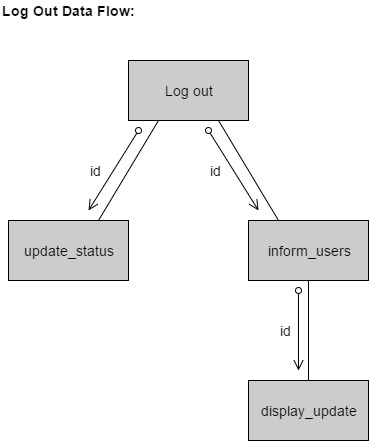 Log Out Data Flow:
Log out
id
id
update_status
inform_users
id
display_update